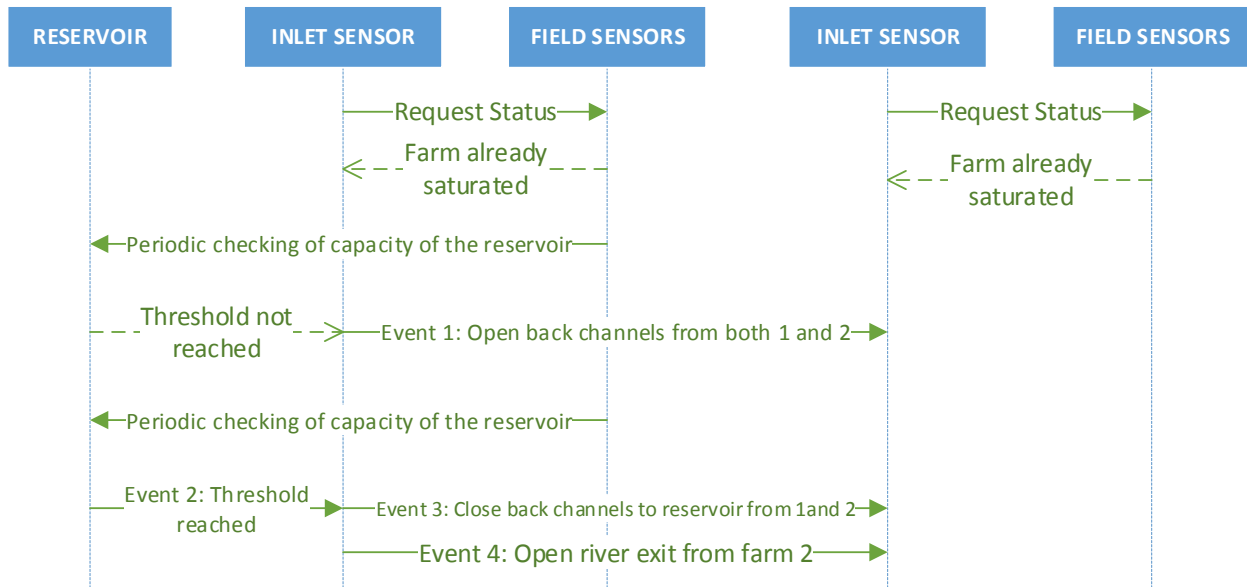 RESERVOIR
INLET SENSOR
FIELD SENSORS
INLET SENSOR
FIELD SENSORS
Request Status
Request Status
Farm already
saturated
Farm already
saturated
Periodic checking of capacity of the reservoir
Threshold not
reached
Event 1: Open back channels from both 1 and 2
Periodic checking of capacity of the reservoir
Event 2: Threshold
reached
Event 3: Close back channels to reservoir from 1and 2
Event 4: Open river exit from farm 2